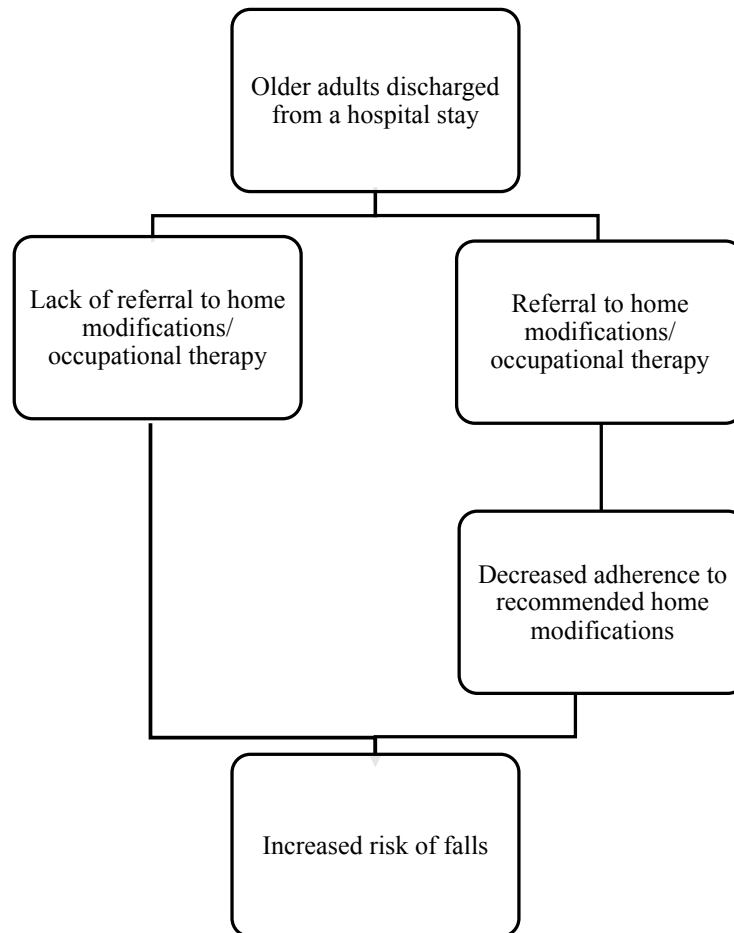 Older adults discharged
from a hospital stay
Lack of referral to home
modifications/
occupational therapy
Referral to home
modifications/
occupational therapy
Decreased adherence to
recommended home
modifications
Increased risk of falls